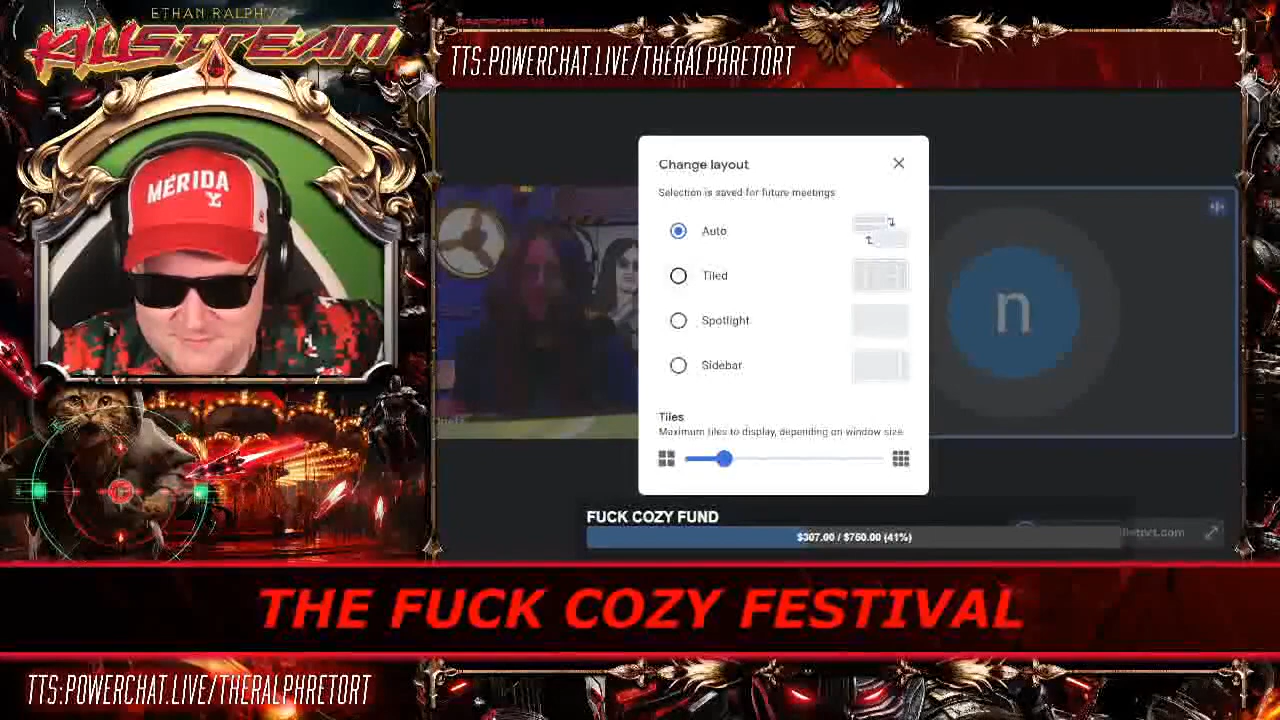 ETHAN RALPH'S
KILLSTREAM
TTS:POWERCHAT.LIVE/THERALPHRETORT
MÉRIDA
Change layout
Selection is saved for future meetings
Auto
Tiled
Spotlight
Sidebar
Tiles
Maximum tiles to display, depending on window size
n
FUCK COZY FUND
$307.00 / $750.00 (41%)
THE FUCK COZY FESTIVAL
TTS:POWERCHAT.LIVE/THERALPHRETORT